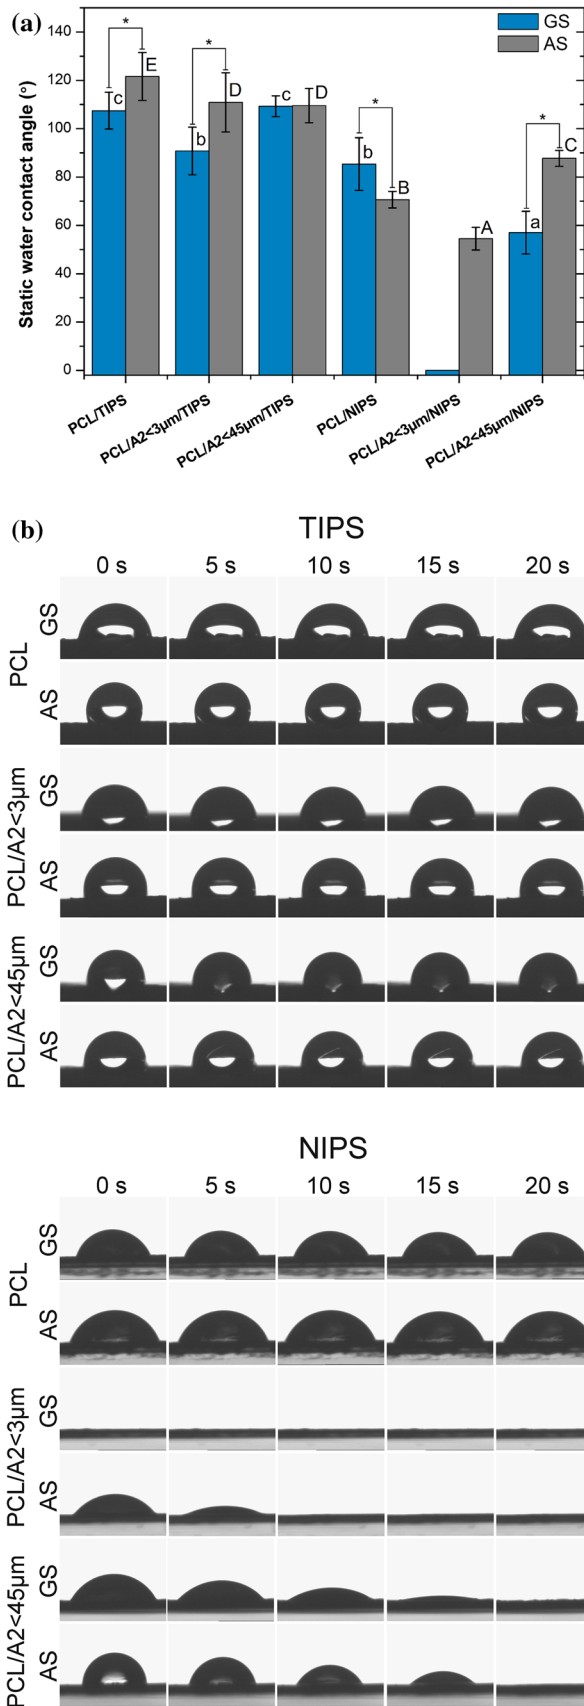 (a)
GS
AS
140
120
100
80
60
40
20
0
Static water contact angle (°)
* * * *
c E b D c D b B A a C
PCL/TIPS
PCL/A2<3μm/TIPS
PCL/A2<45μm/TIPS
PCL/NIPS
PCL/A2<3μm/NIPS
PCL/A2<45μm/NIPS
(b)
TIPS
0 s 5 s 10 s 15 s 20 s
PCL
GS
AS
PCL/A2<3μm
GS
AS
PCL/A2<45μm
GS
AS
NIPS
0 s 5 s 10 s 15 s 20 s
PCL
GS
AS
PCL/A2<3μm
GS
AS
PCL/A2<45μm
GS
AS